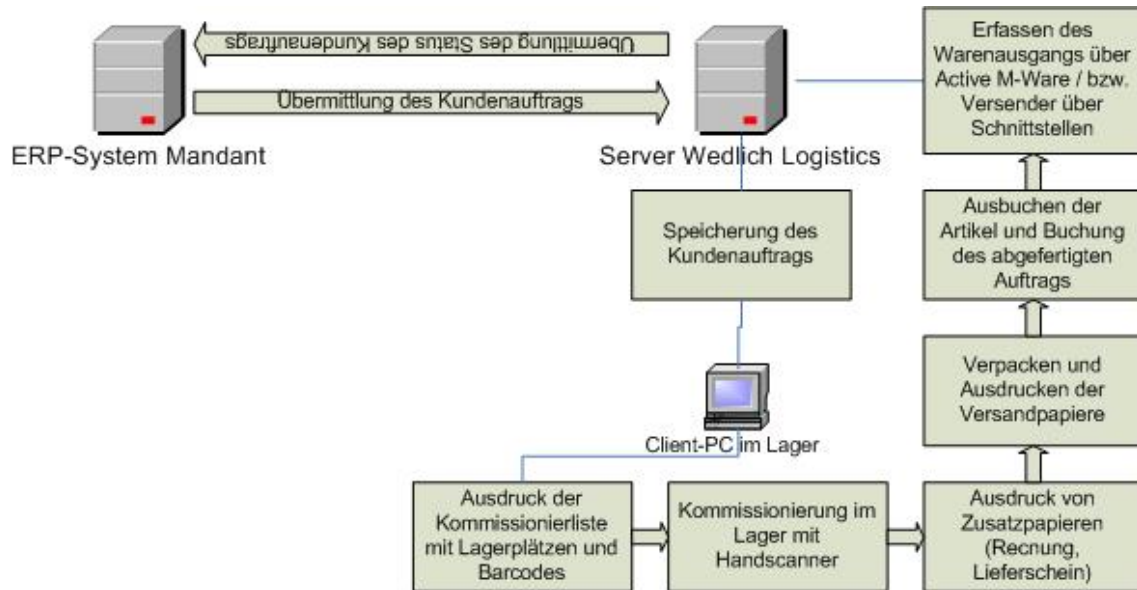 Übermittlung des Status des Kundenauftrags
Übermittlung des Kundenauftrags
ERP-System Mandant
Server Wedlich Logistics
Erfassen des
Warenausgangs über
Active M-Ware / bzw.
Versender über
Schnittstellen
Speicherung des
Kundenauftrags
Ausbuchen der
Artikel und Buchung
des abgefertigten
Auftrags
Verpacken und
Ausdrucken der
Versandpapiere
Client-PC im Lager
Ausdruck der
Kommissionierliste
mit Lagerplätzen und
Barcodes
Kommissionierung im
Lager mit
Handscanner
Ausdruck von
Zusatzpapieren
(Recnung,
Lieferschein)